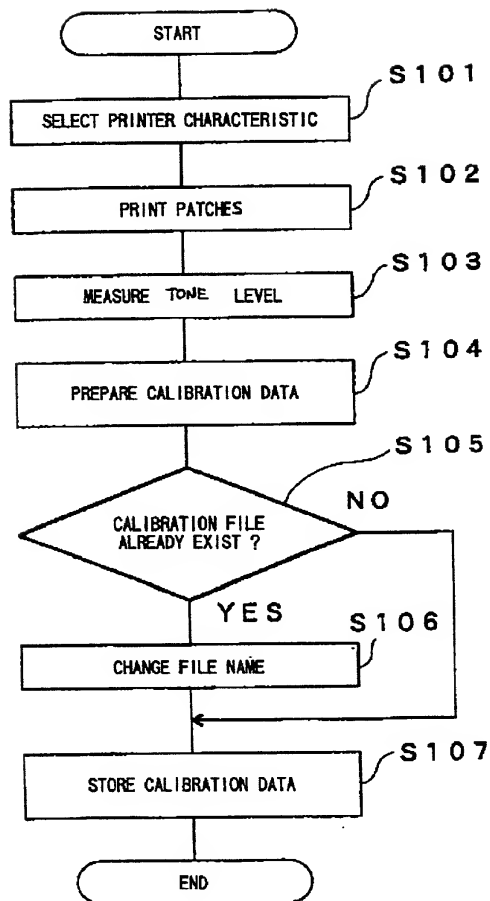 START
S101
SELECT PRINTER CHARACTERISTIC
S102
PRINT PATCHES
S103
MEASURE TONE LEVEL
S104
PREPARE CALIBRATION DATA
S105
CALIBRATION FILE
ALREADY EXIST ?
NO
YES
S106
CHANGE FILE NAME
S107
STORE CALIBRATION DATA
END